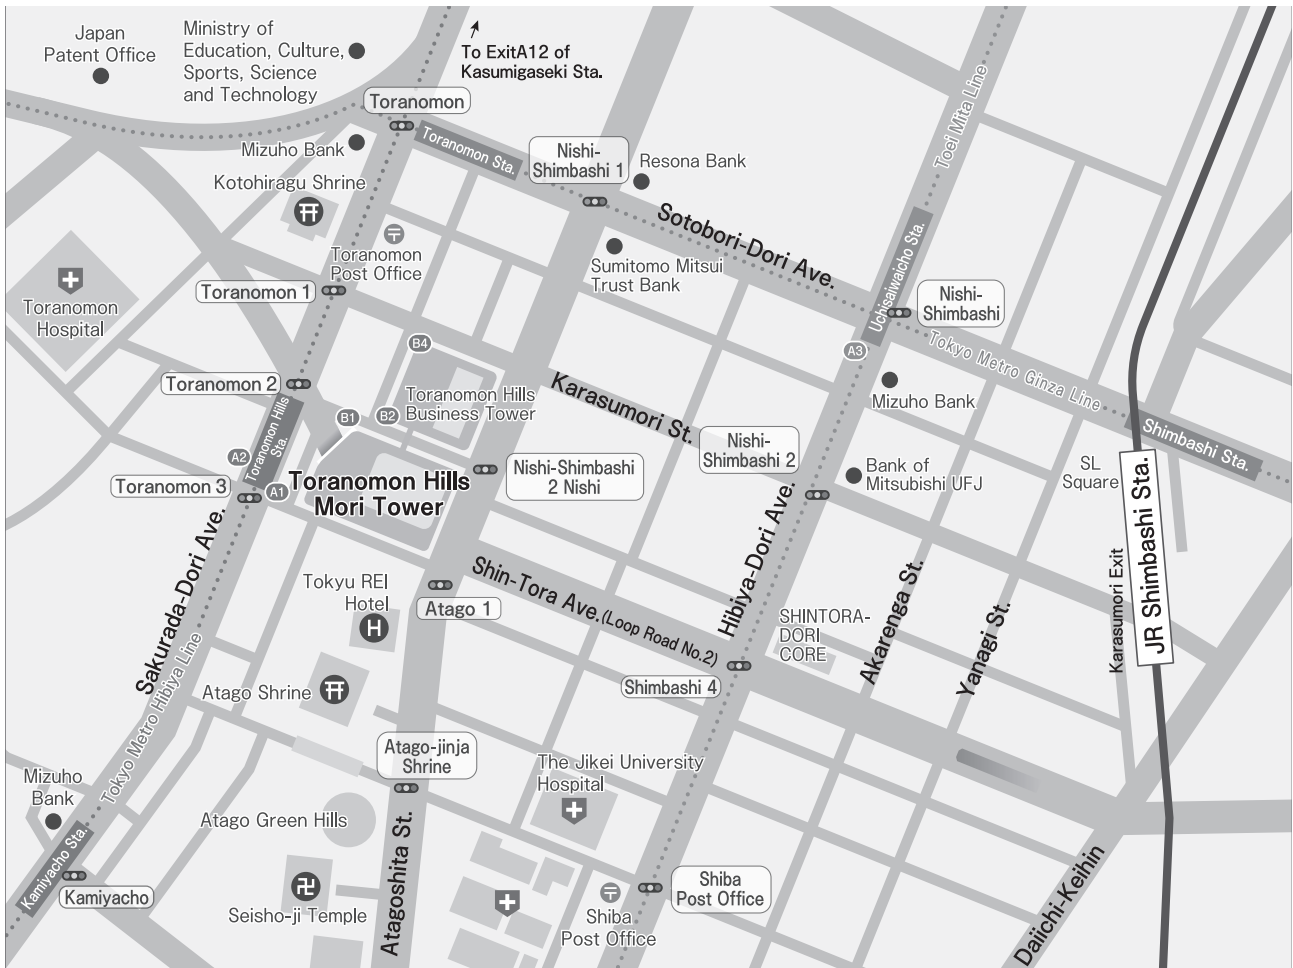 Japan
Patent Office
Ministry of
Education, Culture,
Sports, Science
and Technology
To ExitA12 of
Kasumigaseki Sta.
Toei Mita Line
Toranomon
Toranomon Sta.
Mizuho Bank
Nishi-
Shimbashi 1
Resona Bank
Kotohiragu Shrine
Sotobori-Dori Ave.
Toranomon
Post Office
Sumitomo Mitsui
Trust Bank
Uchisaiwaicho Sta.
Toranomon
Hospital
Toranomon 1
Nishi-
Shimbashi
B4
A3
Tokyo Metro Ginza Line
Toranomon 2
Toranomon Hills
Business Tower
Karasumori St.
Mizuho Bank
B1
B2
Toranomon Hills
Sta.
Shimbashi Sta.
A2
Nishi-
Shimbashi 2
Bank of
Mitsubishi UFJ
SL
Square
Toranomon 3
A1
Toranomon Hills
Mori Tower
Nishi-Shimbashi
2 Nishi
JR Shimbashi Sta.
Karasumori Exit
Sakurada-Dori Ave.
Hibiya-Dori Ave.
Tokyu REI
Hotel
H
Atago 1
Shin-Tora Ave.(Loop Road No.2)
SHINTORA-
DORI
CORE
Akarenga St.
Yanagi St.
Tokyo Metro Hibiya Line
Atago Shrine
Shimbashi 4
Atago-jinja
Shrine
The Jikei University
Hospital
Mizuho
Bank
Atago Green Hills
Atagoshita St.
Kamiyacho Sta.
Kamiyacho
Seisho-ji Temple
Shiba
Post Office
Shiba
Post Office
Daiichi-Keihin